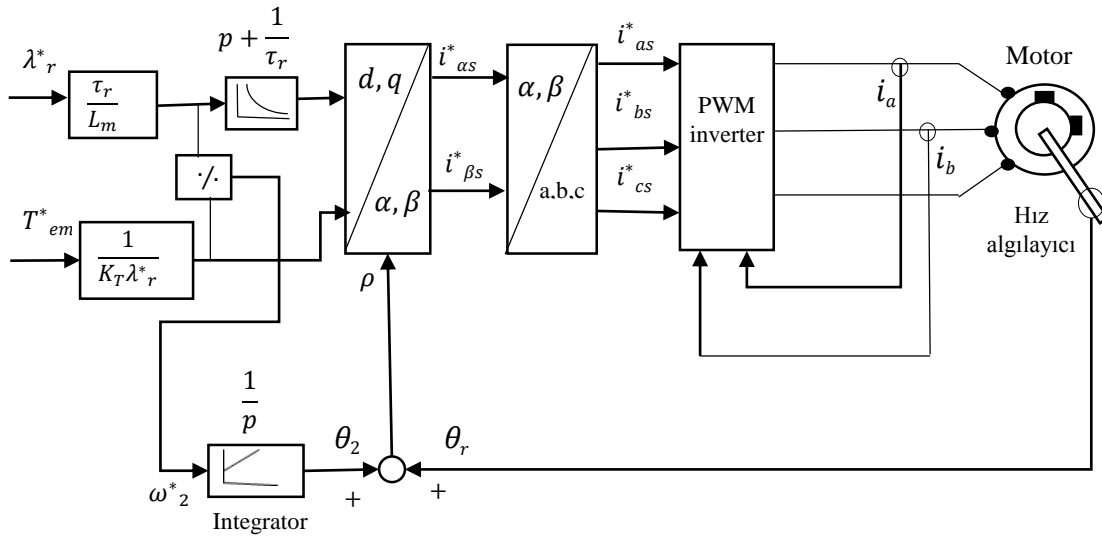 λ*r
τr
Lm
p + 1
τr
·/.
T*em
1
KTλ*r
d, q
α, β
ρ
i*αs
i*βs
α, β
a,b,c
i*as
i*bs
i*cs
PWM
inverter
ia
ib
Motor
Hız
algılayıcı
1
p
ω*2
Integrator
θ2
+
θr
+